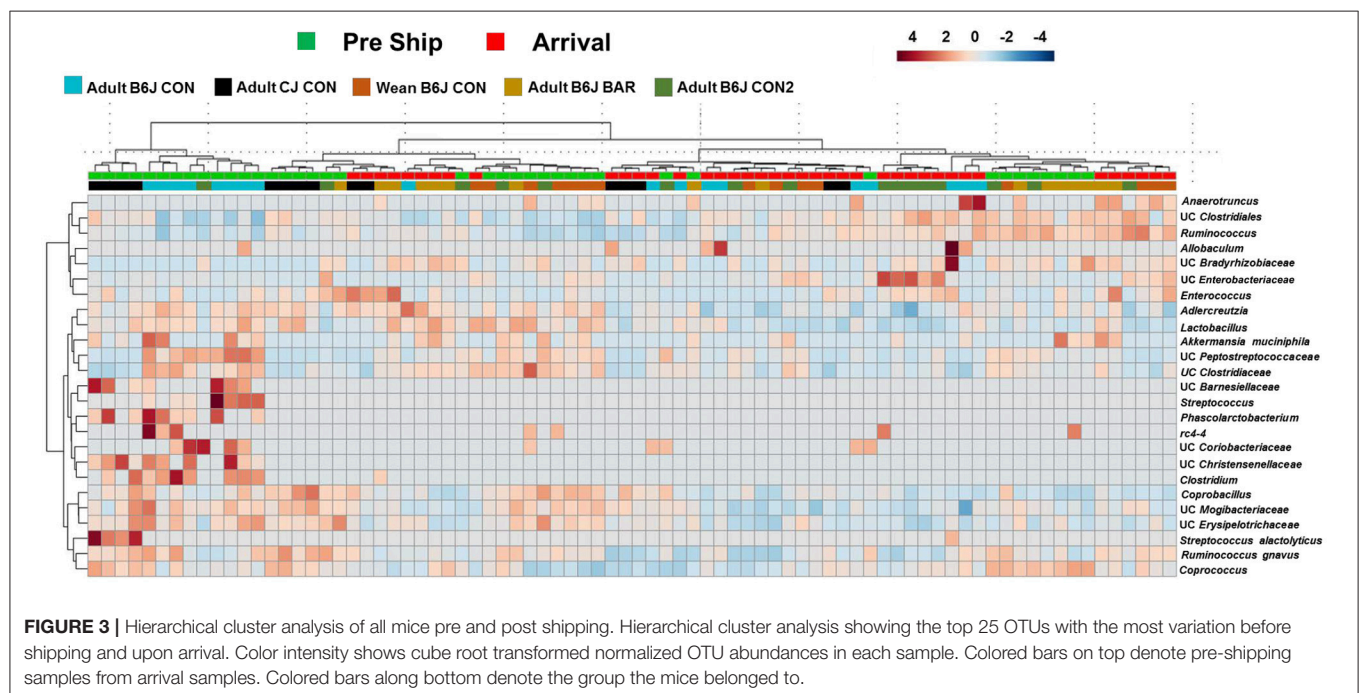 Pre Ship Arrival
4 2 0 -2 -4
Adult B6J CON Adult CJ CON Wean B6J CON Adult B6J BAR Adult B6J CON2
Anaerotruncus
UC Clostridiales
Ruminococcus
Allobaculum
UC Bradyrhizobiaceae
UC Enterobacteriaceae
Enterococcus
Adlercreutzia
Lactobacillus
Akkermansia muciniphila
UC Peptostreptococcaceae
UC Clostridiaceae
UC Barnesiellaceae
Streptococcus
Phascolarctobacterium
rc4-4
UC Coriobacteriaceae
UC Christensenellaceae
Clostridium
Coprobacillus
UC Mogibacteriaceae
UC Erysipelotrichaceae
Streptococcus alactolyticus
Ruminococcus gnavus
Coprococcus
FIGURE 3 | Hierarchical cluster analysis of all mice pre and post shipping. Hierarchical cluster analysis showing the top 25 OTUs with the most variation before
shipping and upon arrival. Color intensity shows cube root transformed normalized OTU abundances in each sample. Colored bars on top denote pre-shipping
samples from arrival samples. Colored bars along bottom denote the group the mice belonged to.